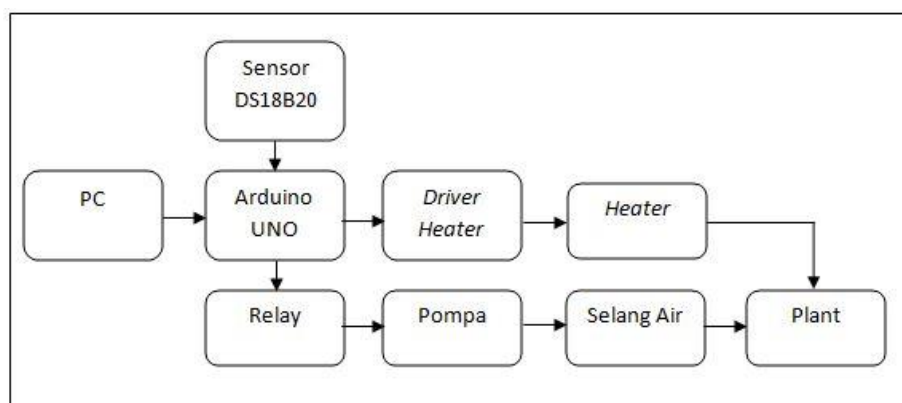 Sensor
DS18B20
PC
Arduino
UNO
Driver
Heater
Heater
Relay
Pompa
Selang Air
Plant